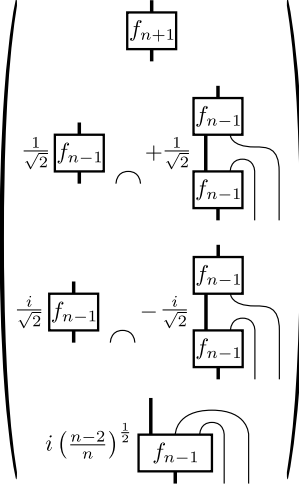 f_{n+1}
\frac{1}{\sqrt{2}} f_{n-1} + \frac{1}{\sqrt{2}} f_{n-1} f_{n-1}
\frac{i}{\sqrt{2}} f_{n-1} - \frac{i}{\sqrt{2}} f_{n-1} f_{n-1}
i \left( \frac{n-2}{n} \right)^{\frac{1}{2}} f_{n-1}